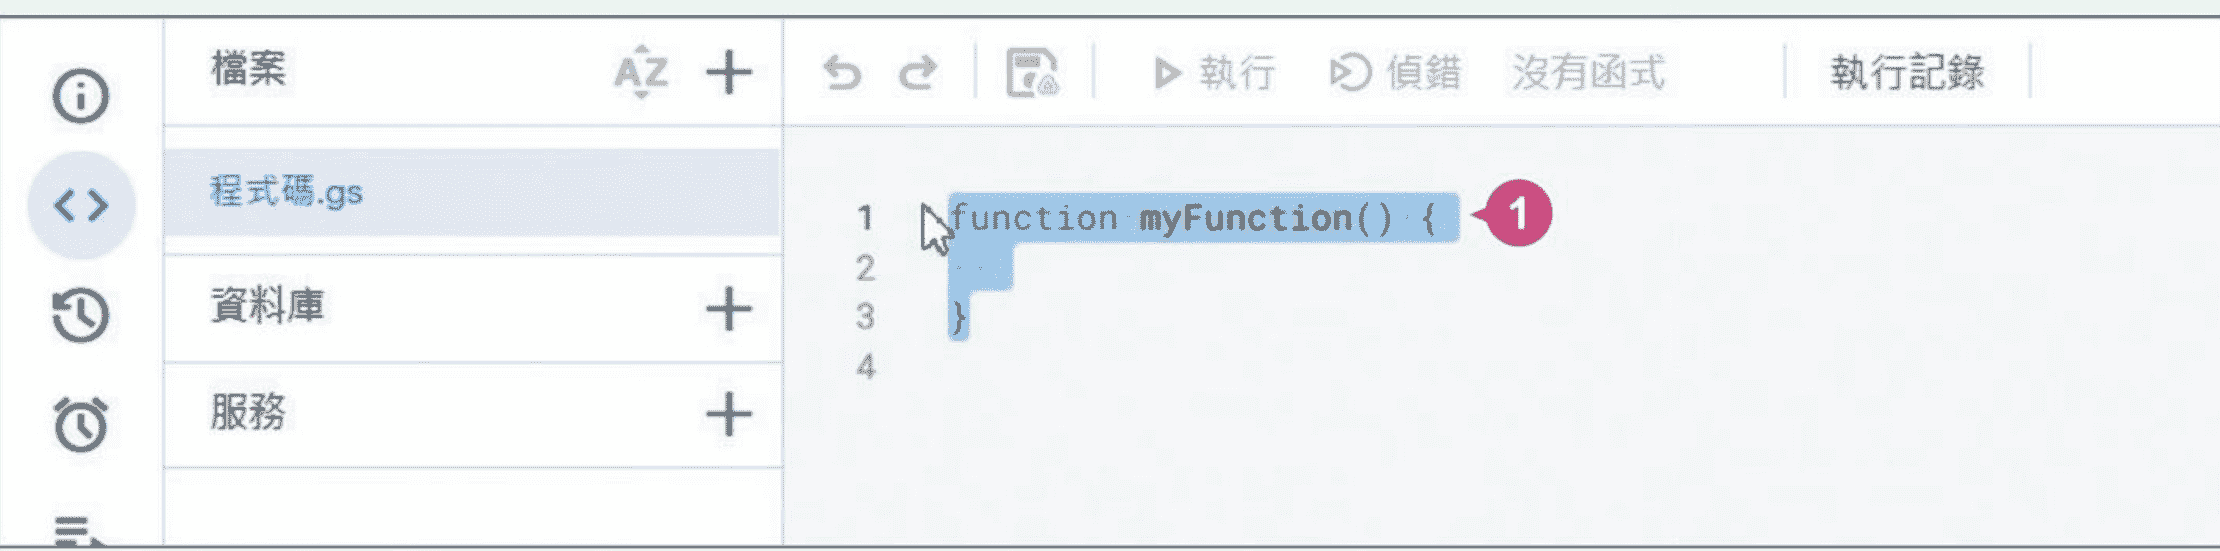 檔案
AZ
執行
偵錯
沒有函式
執行記錄
程式碼.gs
資料庫
服務
1 function myFunction() {
1
2
3 }
4